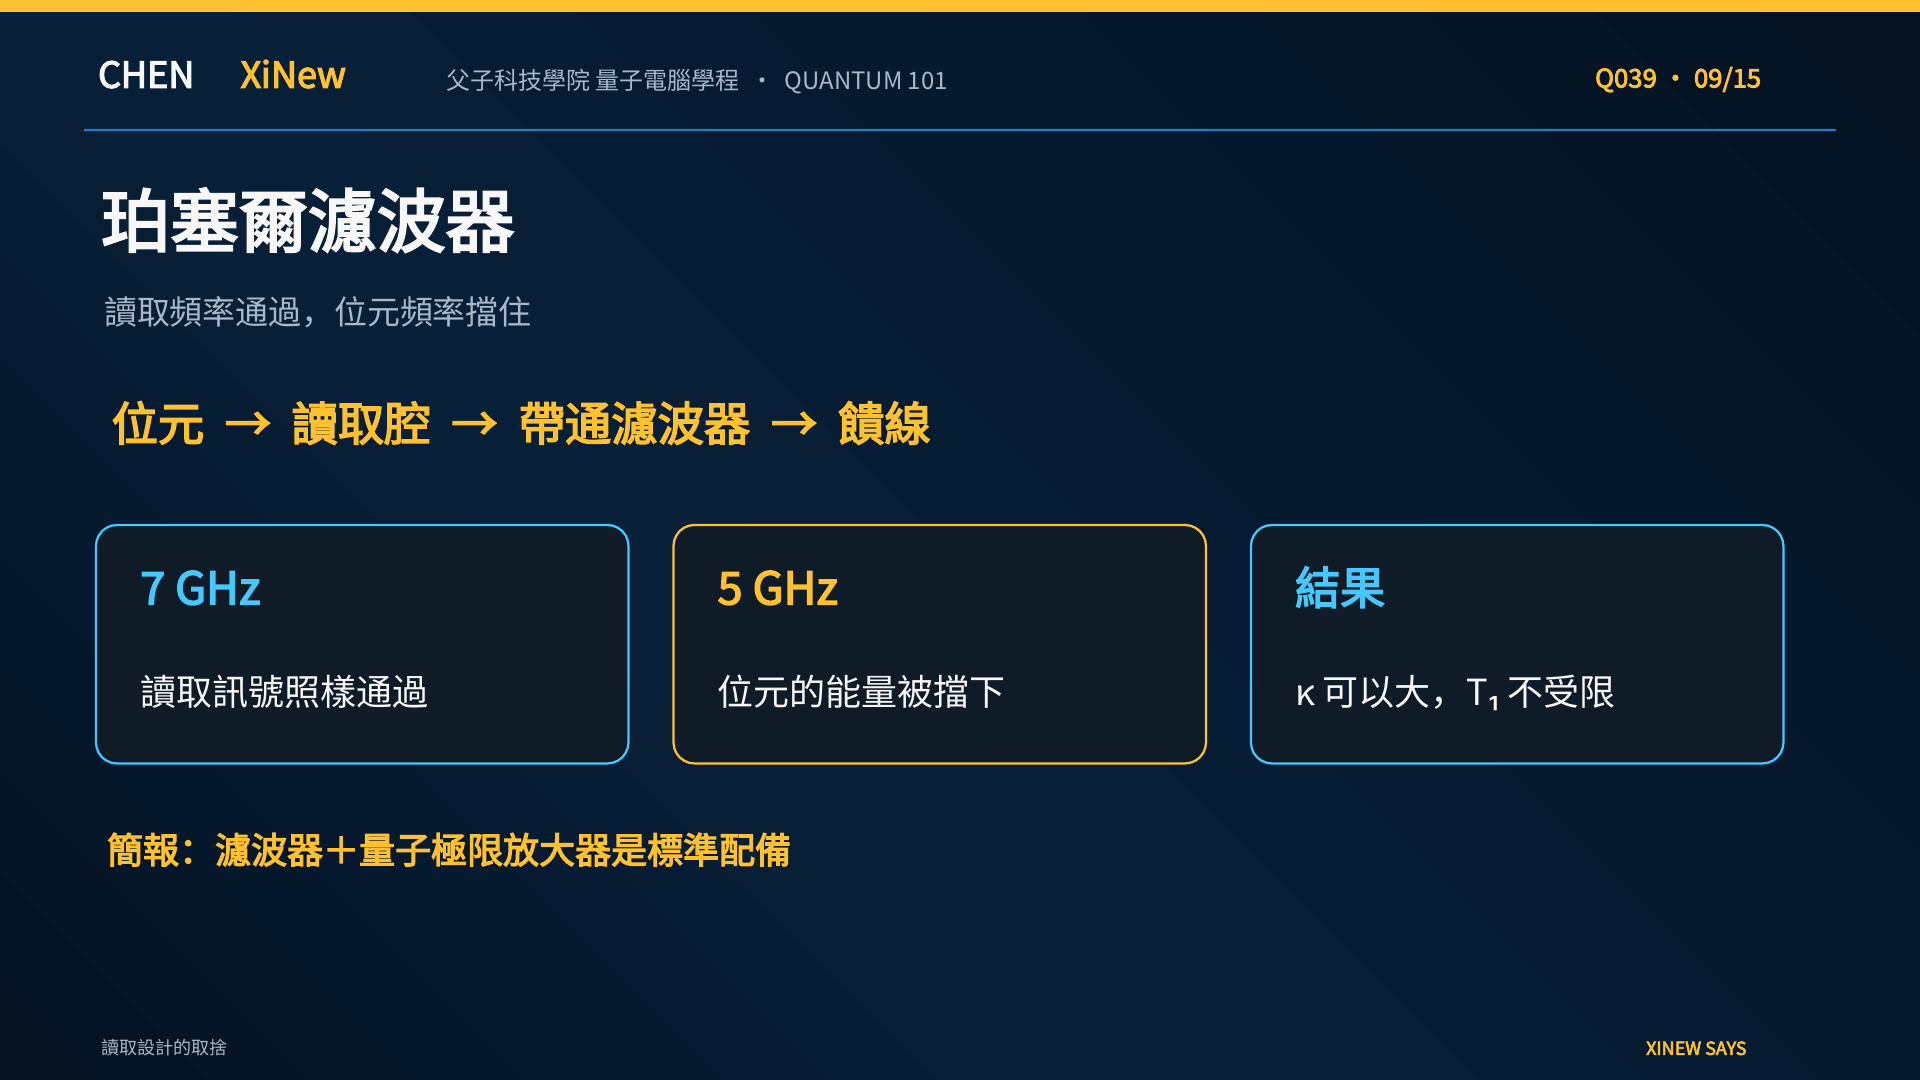 CHEN XiNew 父子科技學院 量子電腦學程 · QUANTUM 101 Q039 · 09/15
珀塞爾濾波器
讀取頻率通過，位元頻率擋住
位元 → 讀取腔 → 帶通濾波器 → 饋線
7 GHz
讀取訊號照樣通過
5 GHz
位元的能量被擋下
結果
κ 可以大，T₁ 不受限
簡報：濾波器＋量子極限放大器是標準配備
讀取設計的取捨
XINEW SAYS